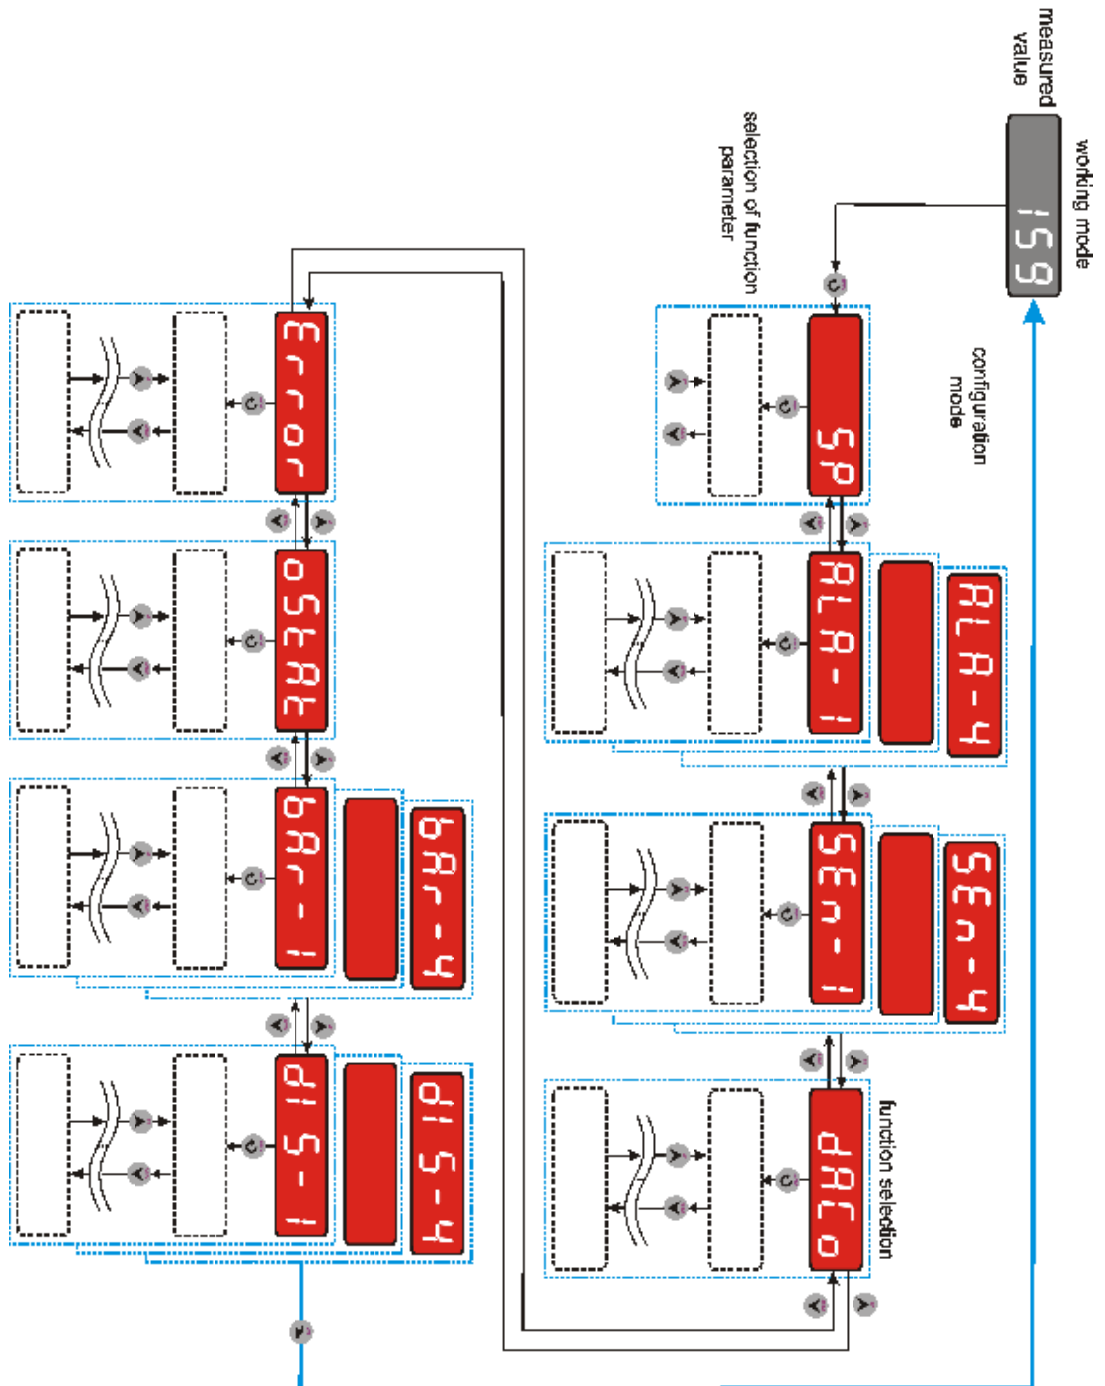 working mode
measured
value
159
configuration
mode
selection of function
parameter
function selection
SP
ALA-1
ALA-4
SEn-1
SEn-4
dACo
Error
oStAt
bAr-1
bAr-4
dIS-1
dIS-4